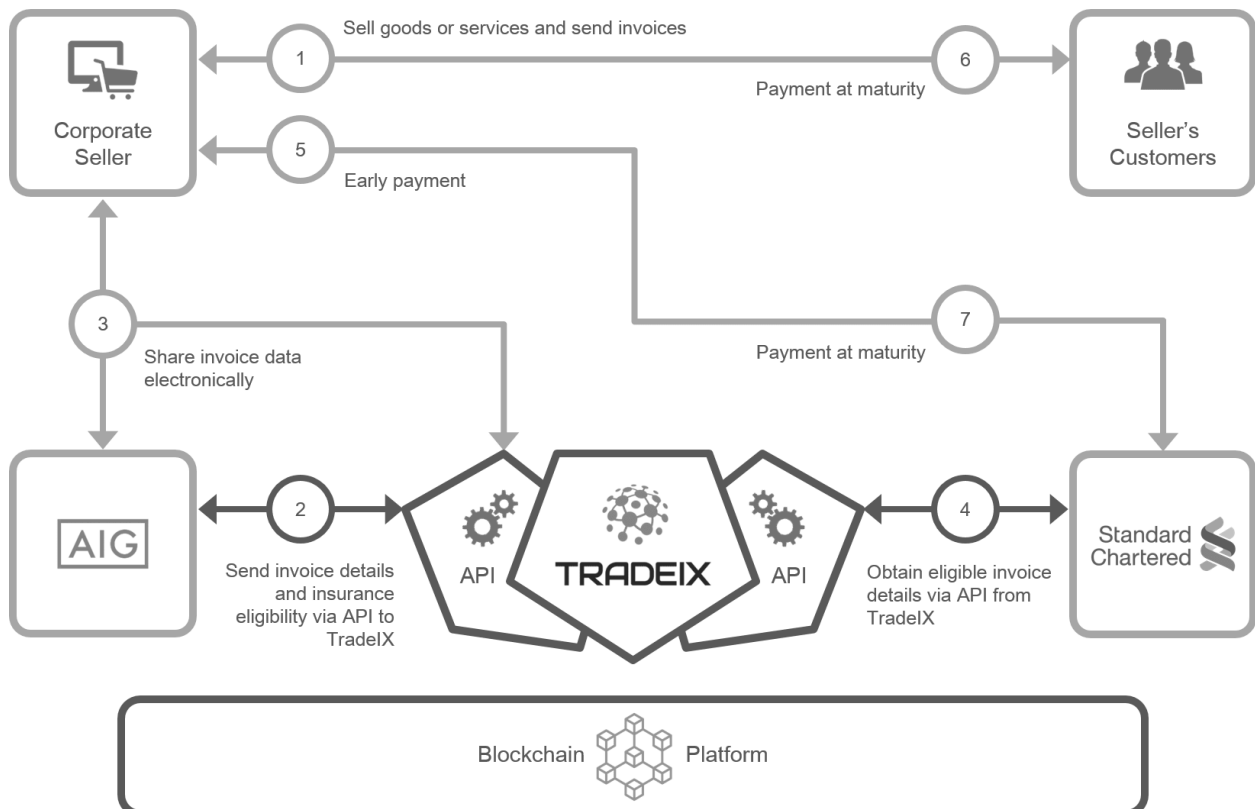 Sell goods or services and send invoices
1
6
Payment at maturity
Corporate
Seller
Seller's
Customers
5
Early payment
3
Share invoice data
electronically
7
Payment at maturity
AIG
2
Send invoice details
and insurance
eligibility via API to
TradeIX
API
TRADEIX
API
4
Obtain eligible invoice
details via API from
TradeIX
Standard
Chartered
Blockchain Platform